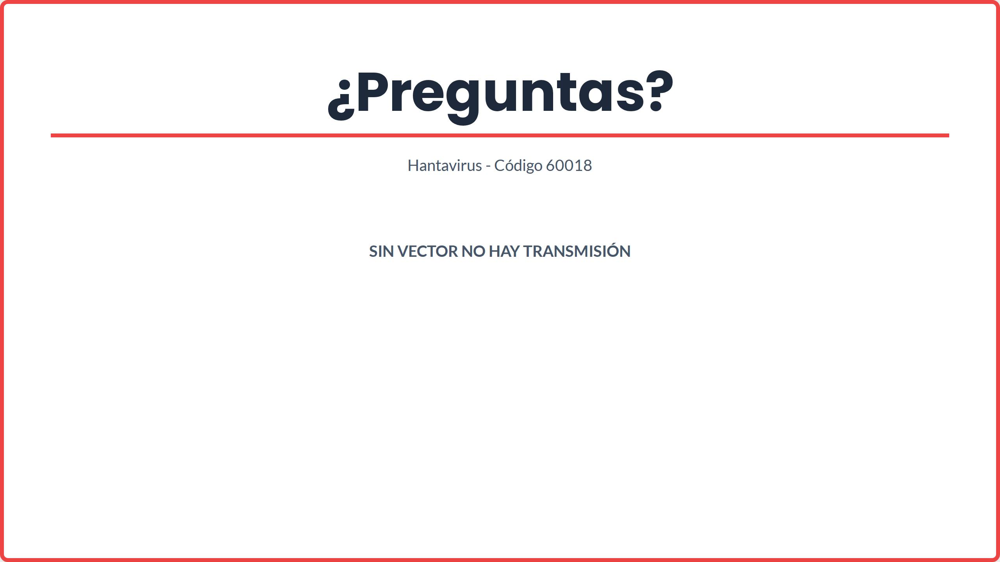 ¿Preguntas?
Hantavirus - Código 60018
SIN VECTOR NO HAY TRANSMISIÓN